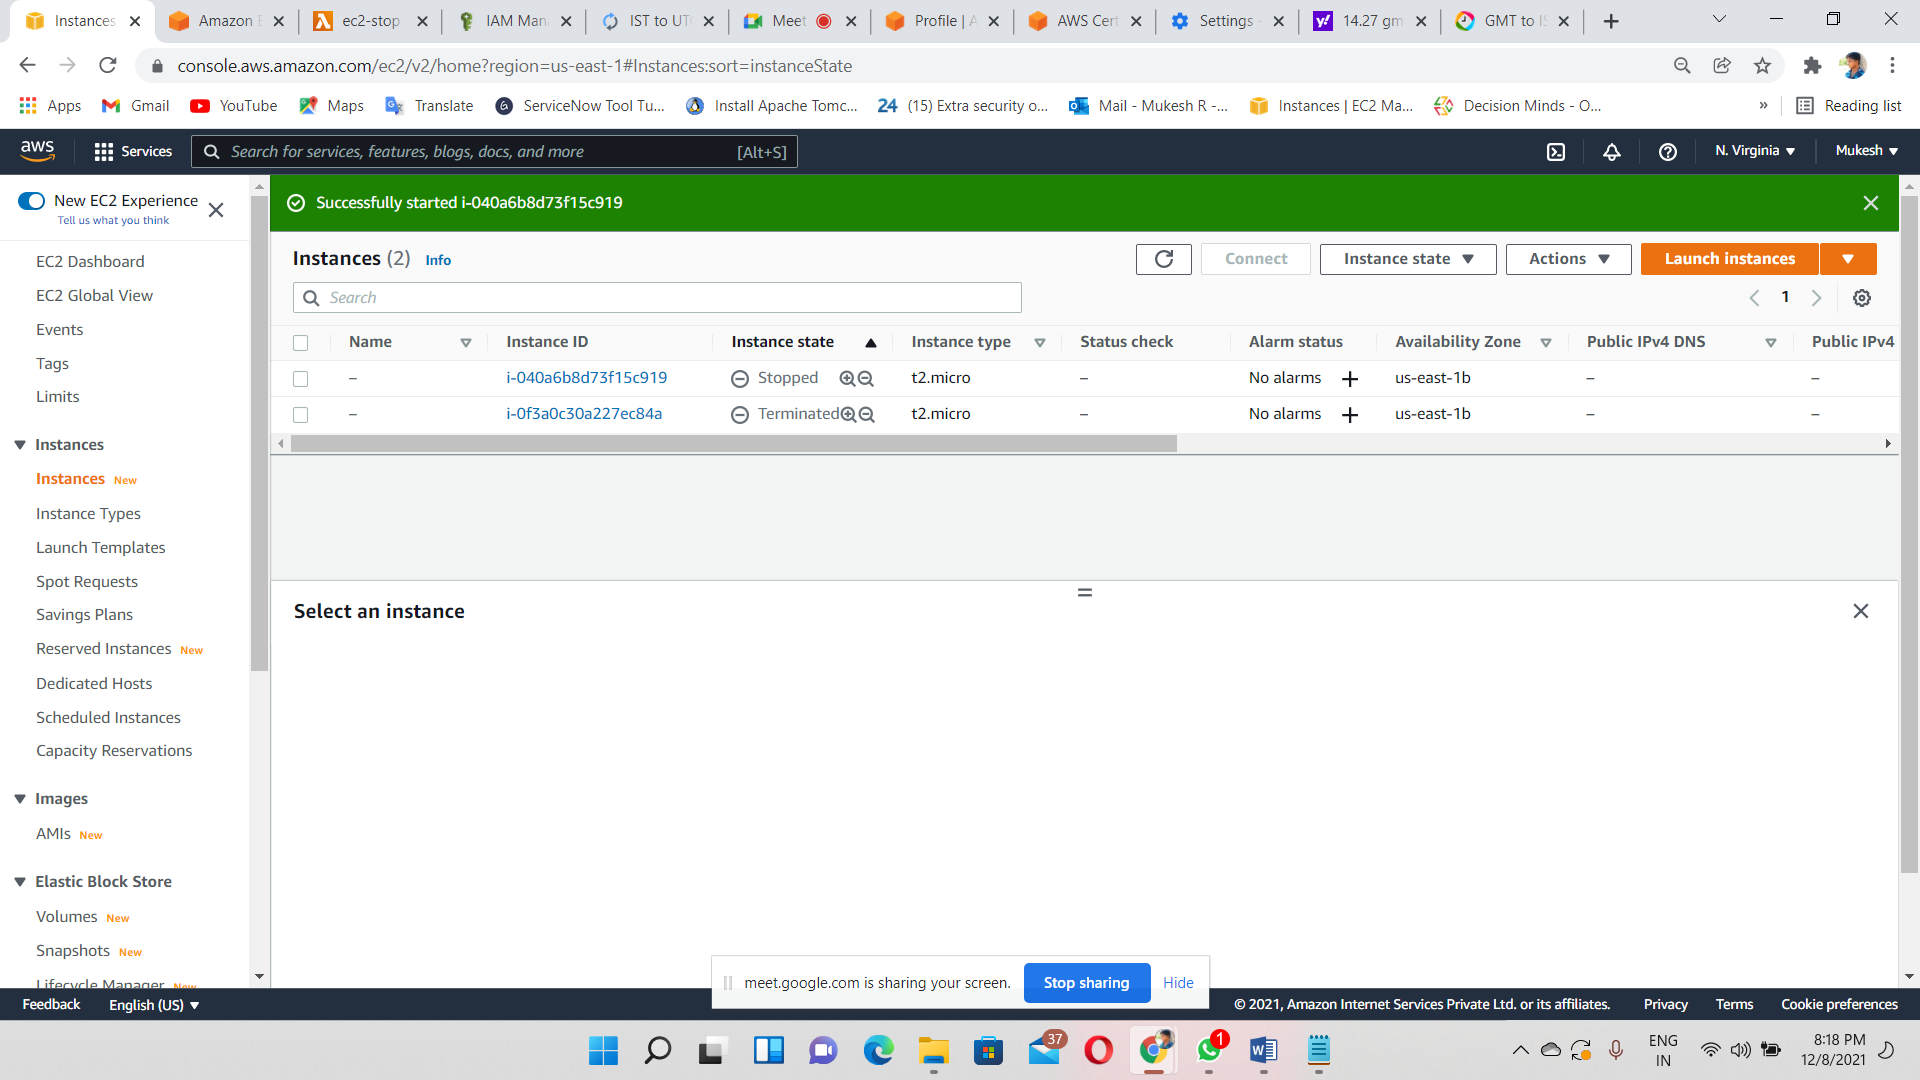 Instances
Amazon E
ec2-stop
IAM Man
IST to UT
Meet
Profile | A
AWS Cert
Settings -
14.27 gm
GMT to IS
console.aws.amazon.com/ec2/v2/home?region=us-east-1#Instances:sort=instanceState
Apps
Gmail
YouTube
Maps
Translate
ServiceNow Tool Tu...
Install Apache Tomc...
24 (15) Extra security o...
Mail - Mukesh R -...
Instances | EC2 Ma...
Decision Minds - O...
»
Reading list
aws
Services
Search for services, features, blogs, docs, and more
[Alt+S]
N. Virginia
Mukesh
New EC2 Experience
Tell us what you think
EC2 Dashboard
EC2 Global View
Events
Tags
Limits
Instances
Instances New
Instance Types
Launch Templates
Spot Requests
Savings Plans
Reserved Instances New
Dedicated Hosts
Scheduled Instances
Capacity Reservations
Images
AMIs New
Elastic Block Store
Volumes New
Snapshots New
Lifecycle Manager New
Successfully started i-040a6b8d73f15c919
Instances (2) Info
Connect
Instance state
Actions
Launch instances
Search
1
Name Instance ID Instance state Instance type Status check Alarm status Availability Zone Public IPv4 DNS Public IPv4
– i-040a6b8d73f15c919 Stopped t2.micro – No alarms + us-east-1b – –
– i-0f3a0c30a227ec84a Terminated t2.micro – No alarms + us-east-1b – –
Select an instance
meet.google.com is sharing your screen.
Stop sharing
Hide
Feedback
English (US)
© 2021, Amazon Internet Services Private Ltd. or its affiliates.
Privacy
Terms
Cookie preferences
37
1
ENG
IN
8:18 PM
12/8/2021